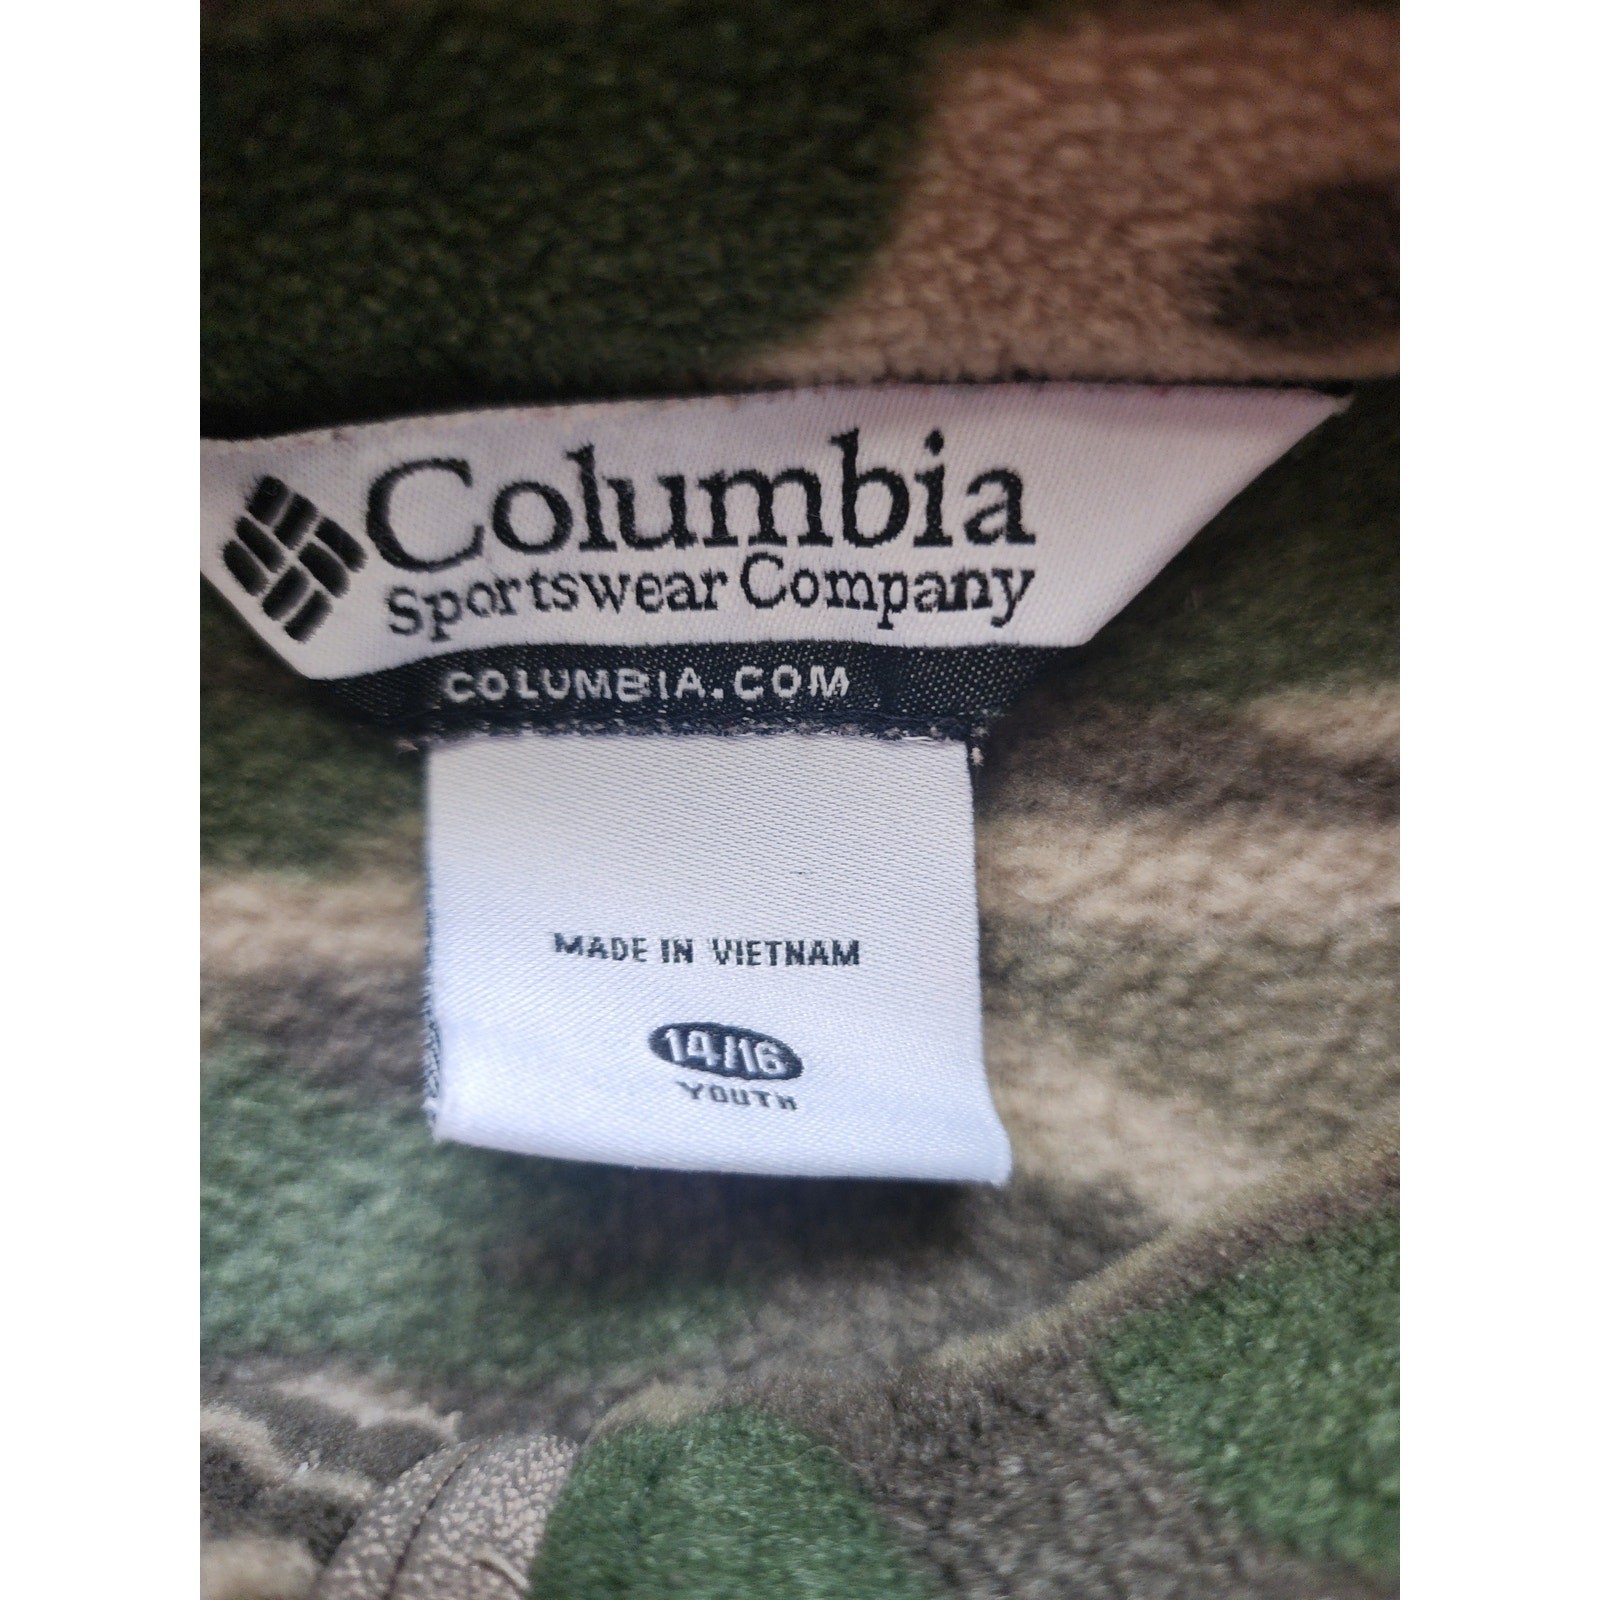 Columbia
Sportswear Company
COLUMBIA.COM
MADE IN VIETNAM
14/16
YOUTH